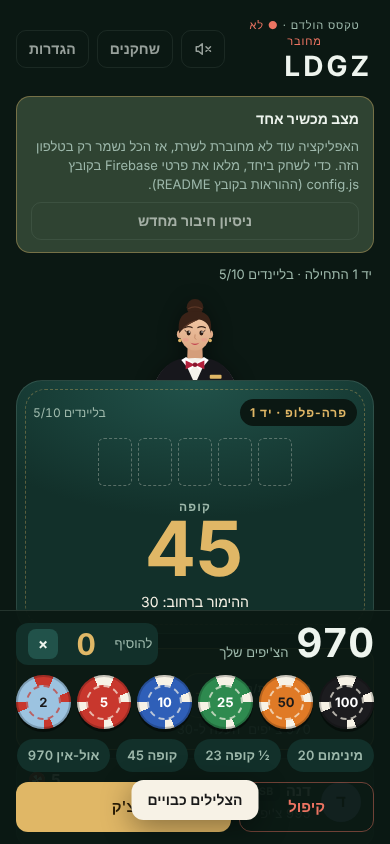 טקסס הולדם · ● לא
מחובר
LDGZ
שחקנים
הגדרות
מצב מכשיר אחד
האפליקציה עוד לא מחוברת לשרת, אז הכל נשמר רק בטלפון
הזה. כדי לשחק ביחד, מלאו את פרטי Firebase בקובץ
config.js (ההוראות בקובץ README).
ניסיון חיבור מחדש
יד 1 התחילה · בליינדים 5/10
פרה-פלופ · יד 1
בליינדים 5/10
קופה
45
ההימור ברחוב: 30
970
הצ'יפים שלך
להוסיף
0
×
100
50
25
10
5
2
מינימום 20
½ קופה 23
קופה 45
אול-אין 970
קיפול
הצלילים כבויים